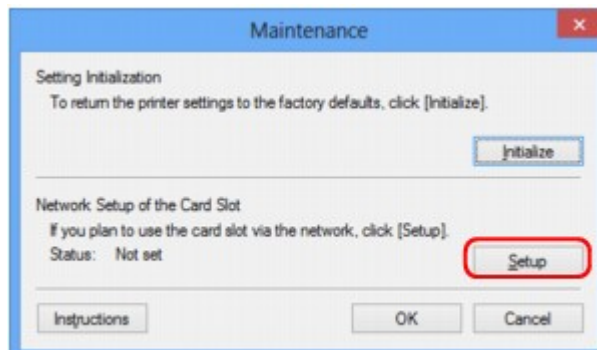 Maintenance
Setting Initialization
To return the printer settings to the factory defaults, click [Initialize].
Initialize
Network Setup of the Card Slot
If you plan to use the card slot via the network, click [Setup].
Status: Not set
Setup
Instructions OK Cancel